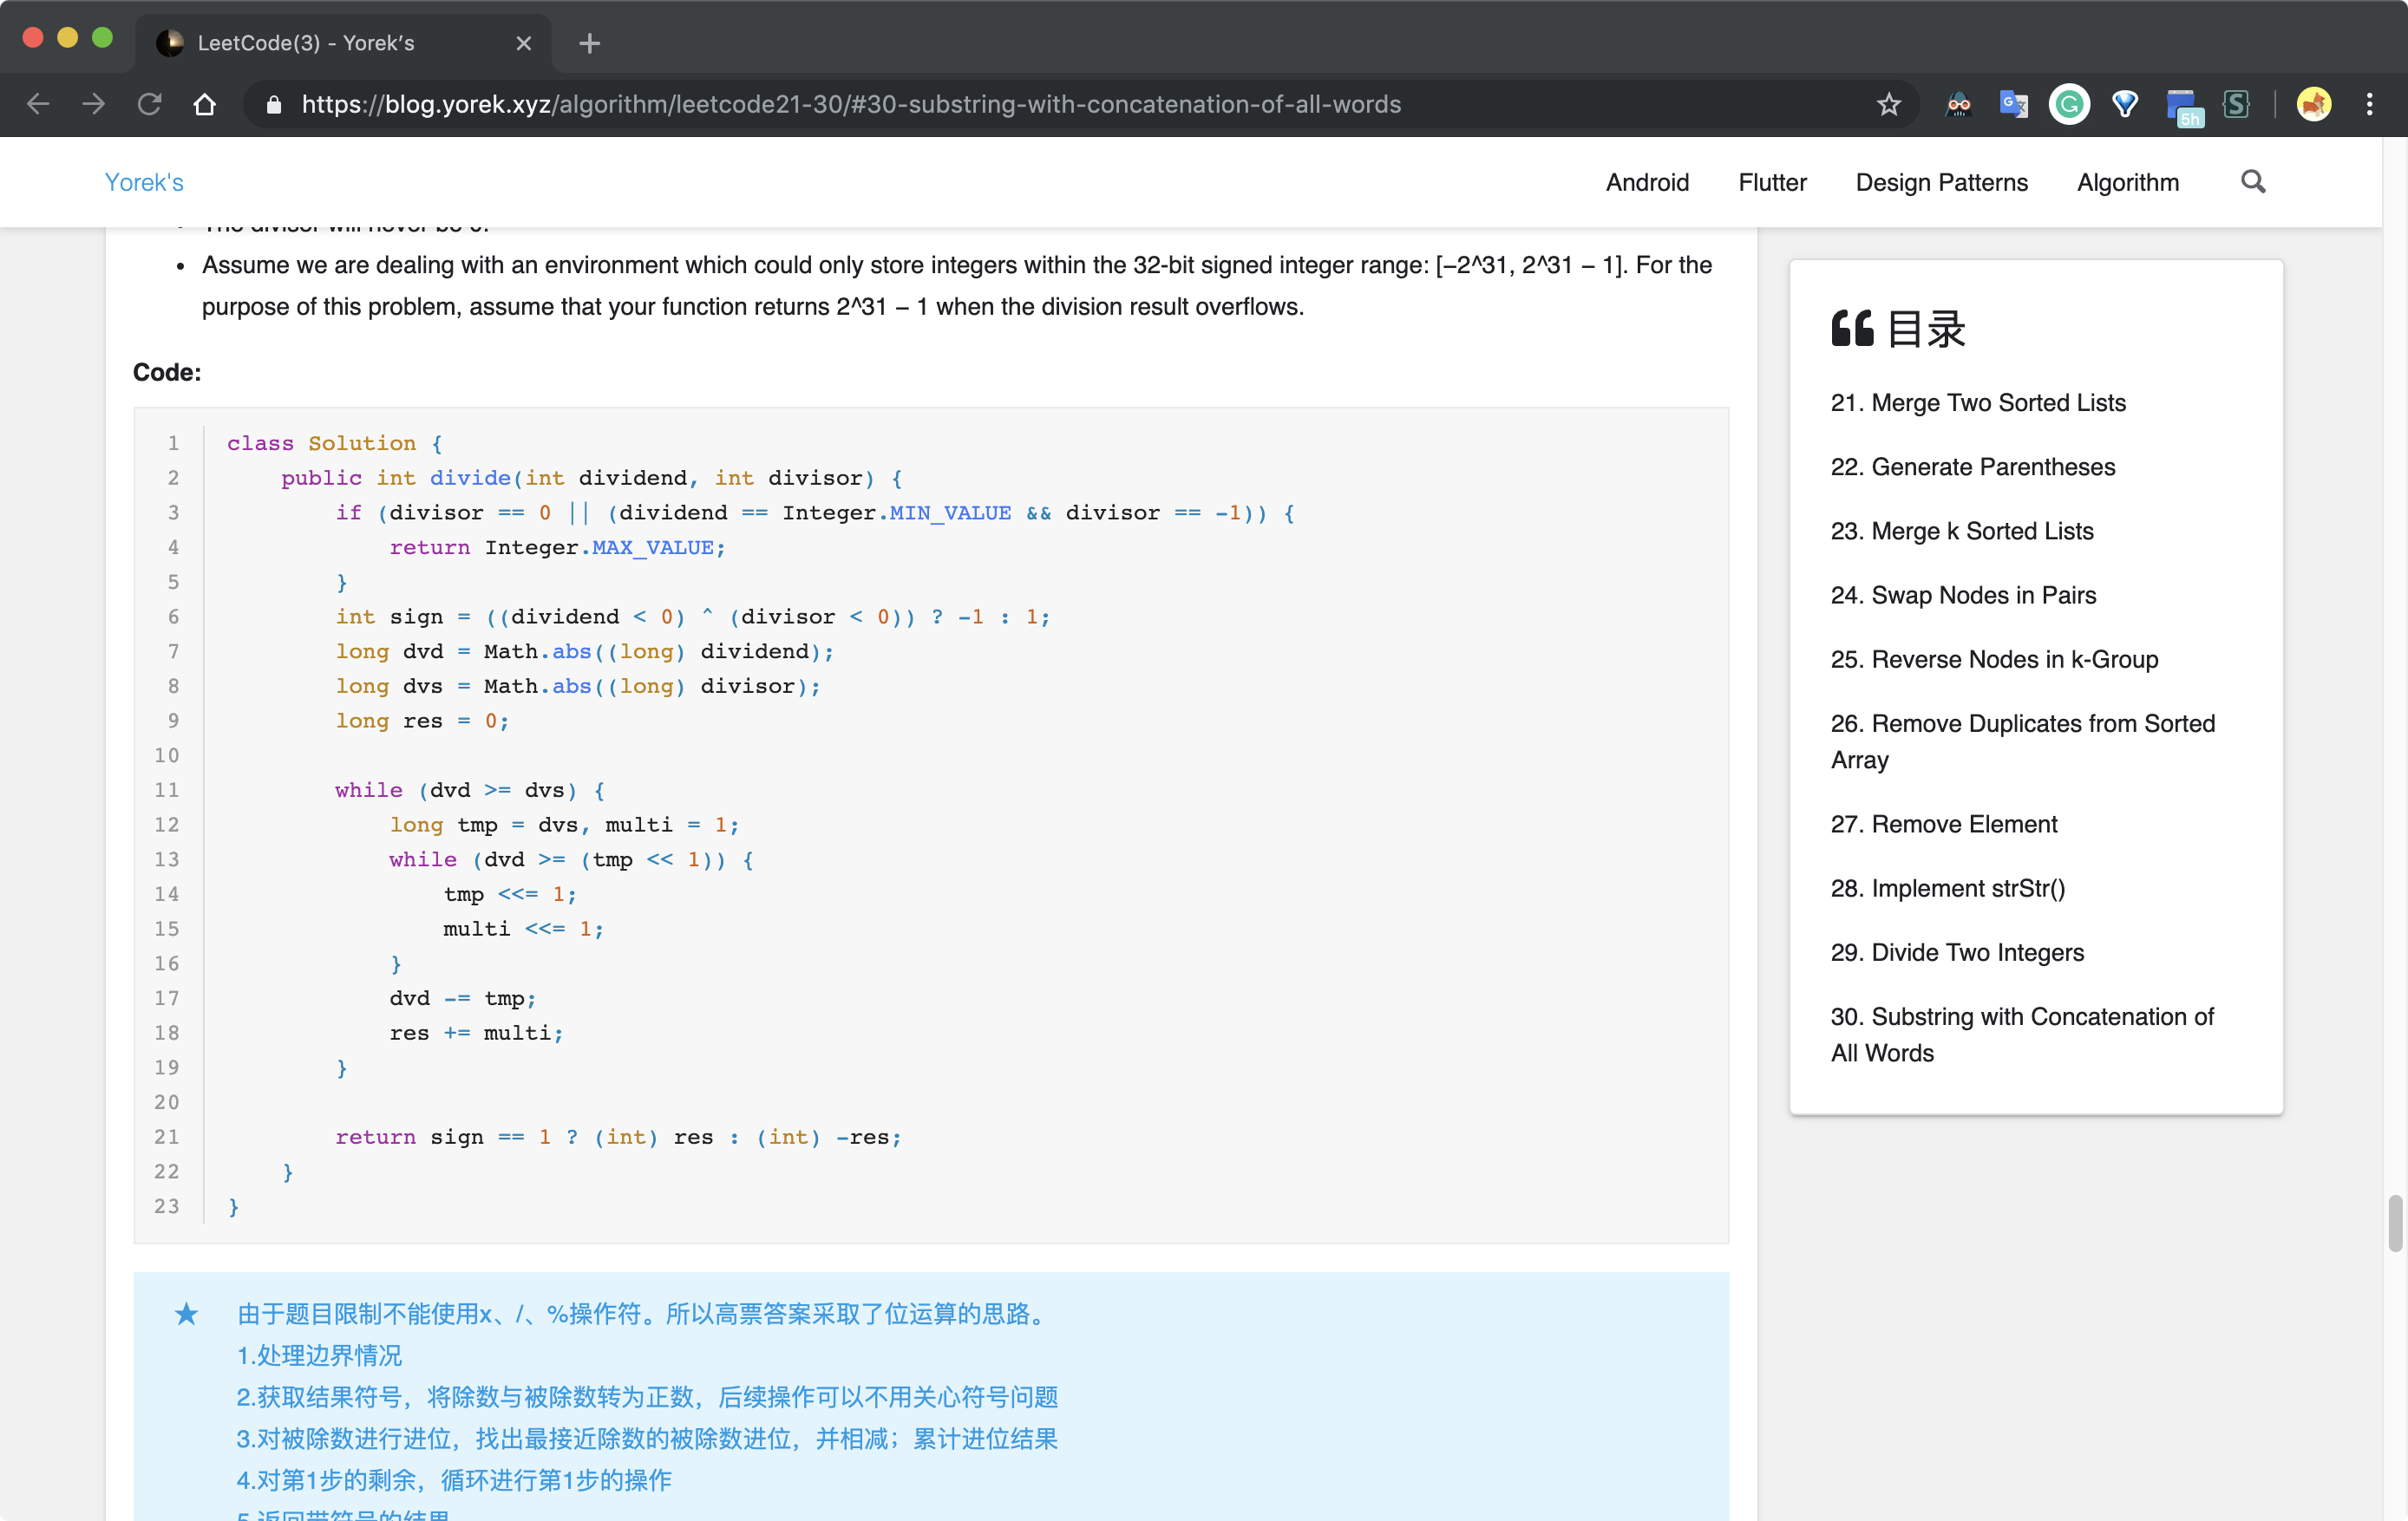 LeetCode(3) - Yorek's
https://blog.yorek.xyz/algorithm/leetcode21-30/#30-substring-with-concatenation-of-all-words
5h
Yorek's
Android
Flutter
Design Patterns
Algorithm
• The divisor will never be 0.
• Assume we are dealing with an environment which could only store integers within the 32-bit signed integer range: [−2^31, 2^31 − 1]. For the
purpose of this problem, assume that your function returns 2^31 − 1 when the division result overflows.
Code:
1 class Solution {
2     public int divide(int dividend, int divisor) {
3         if (divisor == 0 || (dividend == Integer.MIN_VALUE && divisor == -1)) {
4             return Integer.MAX_VALUE;
5         }
6         int sign = ((dividend < 0) ^ (divisor < 0)) ? -1 : 1;
7         long dvd = Math.abs((long) dividend);
8         long dvs = Math.abs((long) divisor);
9         long res = 0;
10
11         while (dvd >= dvs) {
12             long tmp = dvs, multi = 1;
13             while (dvd >= (tmp << 1)) {
14                 tmp <<= 1;
15                 multi <<= 1;
16             }
17             dvd -= tmp;
18             res += multi;
19         }
20
21         return sign == 1 ? (int) res : (int) -res;
22     }
23 }
★ 由于题目限制不能使用x、/、%操作符。所以高票答案采取了位运算的思路。
1.处理边界情况
2.获取结果符号，将除数与被除数转为正数，后续操作可以不用关心符号问题
3.对被除数进行进位，找出最接近除数的被除数进位，并相减；累计进位结果
4.对第1步的剩余，循环进行第1步的操作
5.返回带符号的结果
目录
21. Merge Two Sorted Lists
22. Generate Parentheses
23. Merge k Sorted Lists
24. Swap Nodes in Pairs
25. Reverse Nodes in k-Group
26. Remove Duplicates from Sorted
Array
27. Remove Element
28. Implement strStr()
29. Divide Two Integers
30. Substring with Concatenation of
All Words